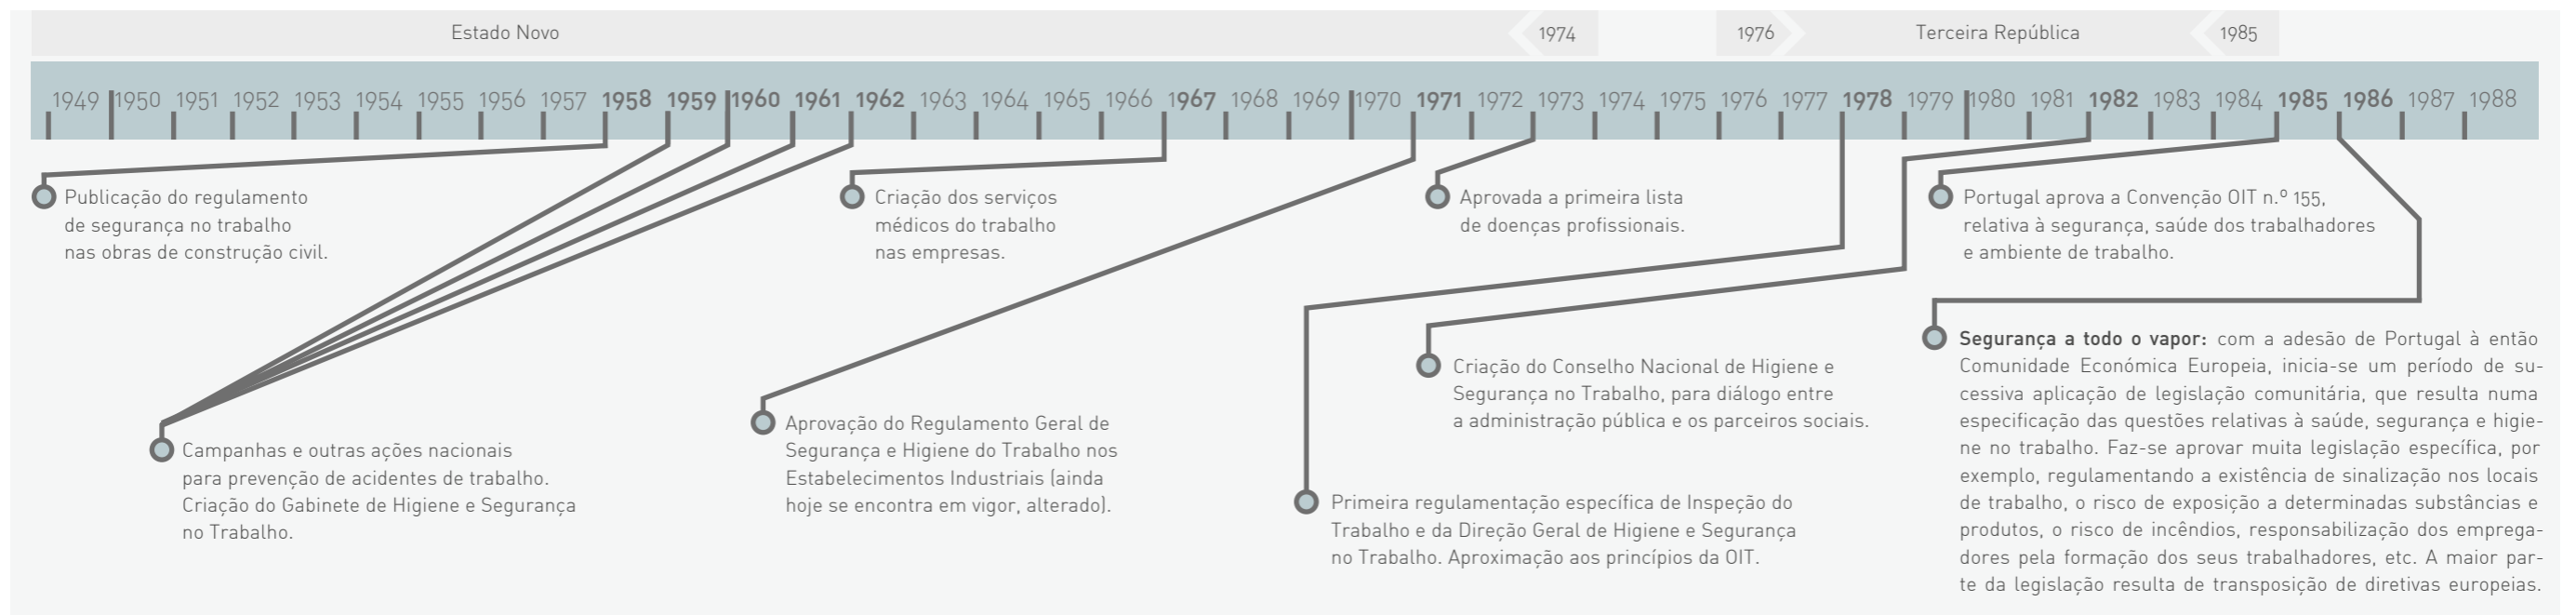 Estado Novo
1974
1976
Terceira República
1985
1949 1950 1951 1952 1953 1954 1955 1956 1957 1958 1959 1960 1961 1962 1963 1964 1965 1966 1967 1968 1969 1970 1971 1972 1973 1974 1975 1976 1977 1978 1979 1980 1981 1982 1983 1984 1985 1986 1987 1988
Publicação do regulamento
de segurança no trabalho
nas obras de construção civil.
Campanhas e outras ações nacionais
para prevenção de acidentes de trabalho.
Criação do Gabinete de Higiene e Segurança
no Trabalho.
Criação dos serviços
médicos do trabalho
nas empresas.
Aprovação do Regulamento Geral de
Segurança e Higiene do Trabalho nos
Estabelecimentos Industriais (ainda
hoje se encontra em vigor, alterado).
Aprovada a primeira lista
de doenças profissionais.
Primeira regulamentação específica de Inspeção do
Trabalho e da Direção Geral de Higiene e Segurança
no Trabalho. Aproximação aos princípios da OIT.
Criação do Conselho Nacional de Higiene e
Segurança no Trabalho, para diálogo entre
a administração pública e os parceiros sociais.
Portugal aprova a Convenção OIT n.º 155,
relativa à segurança, saúde dos trabalhadores
e ambiente de trabalho.
Segurança a todo o vapor: com a adesão de Portugal à então
Comunidade Económica Europeia, inicia-se um período de su-
cessiva aplicação de legislação comunitária, que resulta numa
especificação das questões relativas à saúde, segurança e higie-
ne no trabalho. Faz-se aprovar muita legislação específica, por
exemplo, regulamentando a existência de sinalização nos locais
de trabalho, o risco de exposição a determinadas substâncias e
produtos, o risco de incêndios, responsabilização dos emprega-
dores pela formação dos seus trabalhadores, etc. A maior par-
te da legislação resulta de transposição de diretivas europeias.